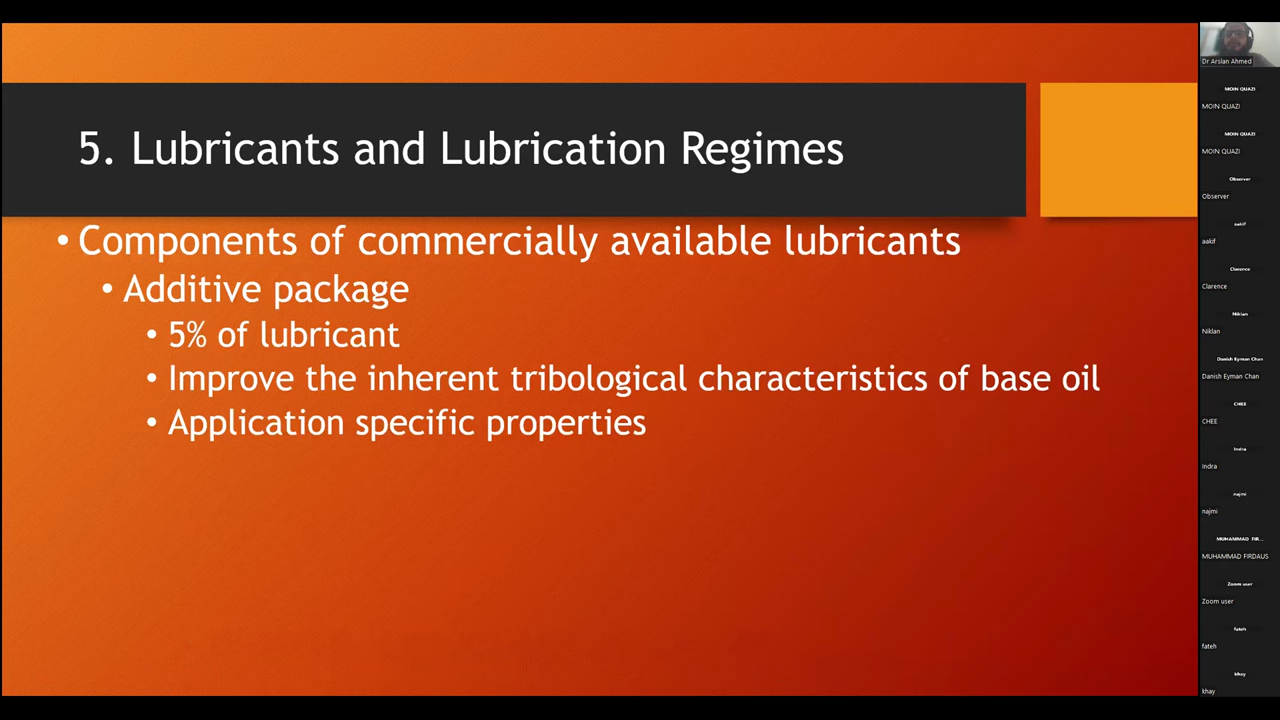 5. Lubricants and Lubrication Regimes
• Components of commercially available lubricants
• Additive package
• 5% of lubricant
• Improve the inherent tribological characteristics of base oil
• Application specific properties
Dr Arslan Ahmed
MOIN QUAZI
MOIN QUAZI
MOIN QUAZI
MOIN QUAZI
Observer
Observer
aakif
aakif
Clarence
Clarence
Niklan
Niklan
Danish Eyman Chan
Danish Eyman Chan
CHEE
CHEE
Indra
Indra
najmi
najmi
MUHAMMAD FIR...
MUHAMMAD FIRDAUS
Zoom user
Zoom user
fateh
fateh
khay
khay